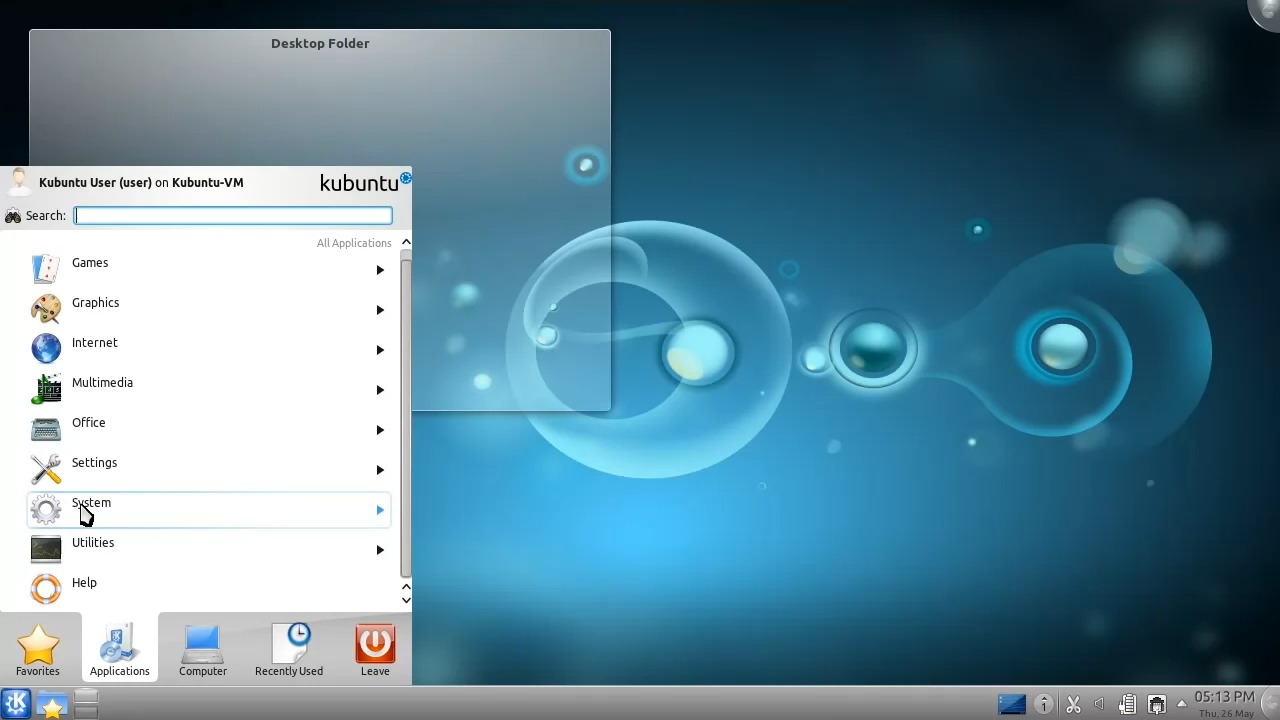 Desktop Folder
Kubuntu User (user) on Kubuntu-VM
kubuntu
Search:
All Applications
Games
Graphics
Internet
Multimedia
Office
Settings
System
Utilities
Help
Favorites
Applications
Computer
Recently Used
Leave
05:13 PM
Thu, 26 May